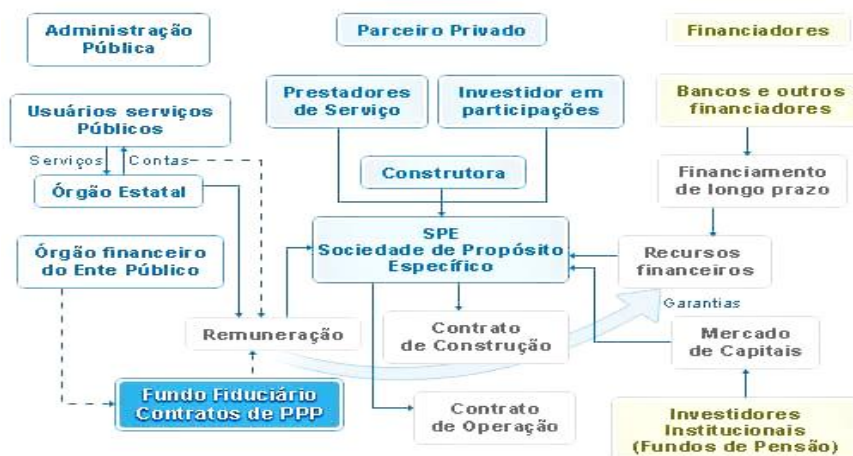 Administração
Pública
Parceiro Privado
Financiadores
Prestadores
de Serviço
Investidor em
participações
Bancos e outros
financiadores
Usuários serviços
Públicos
Serviços
Contas
Construtora
Financiamento
de longo prazo
Órgão Estatal
SPE
Sociedade de Propósito
Específico
Órgão financeiro
do Ente Público
Recursos
financeiros
Garantias
Remuneração
Contrato
de Construção
Mercado
de Capitais
Fundo Fiduciário
Contratos de PPP
Contrato
de Operação
Investidores
Institucionais
(Fundos de Pensão)